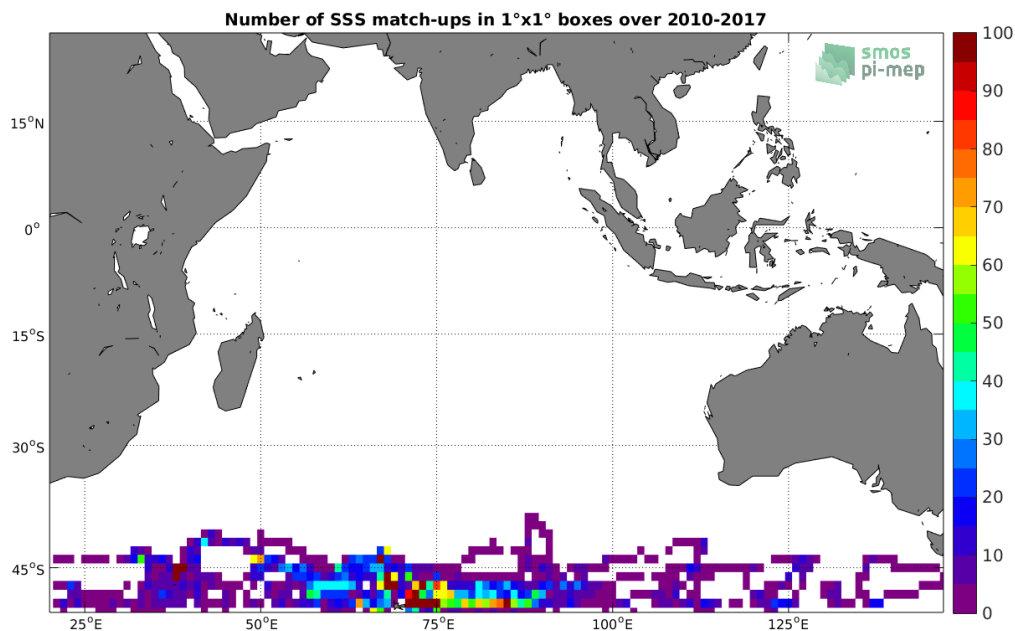 Number of SSS match-ups in 1°x1° boxes over 2010-2017
smos
pi-mep
100
90
80
70
60
50
40
30
20
10
0
15°N
0°
15°S
30°S
45°S
25°E
50°E
75°E
100°E
125°E